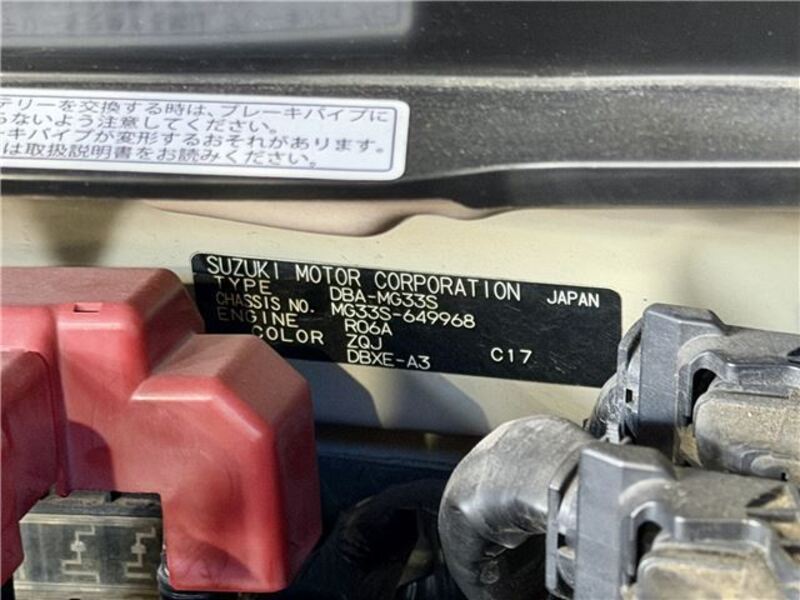 テリーを交換する時は、ブレーキパイプに
らないよう注意してください。
ーキパイプが変形するおそれがあります。
は取扱説明書をお読みください。
SUZUKI MOTOR CORPORATION JAPAN
TYPE DBA-MG33S
CHASSIS NO. MG33S-649968
ENGINE R06A
COLOR ZQJ
DBXE-A3 C17